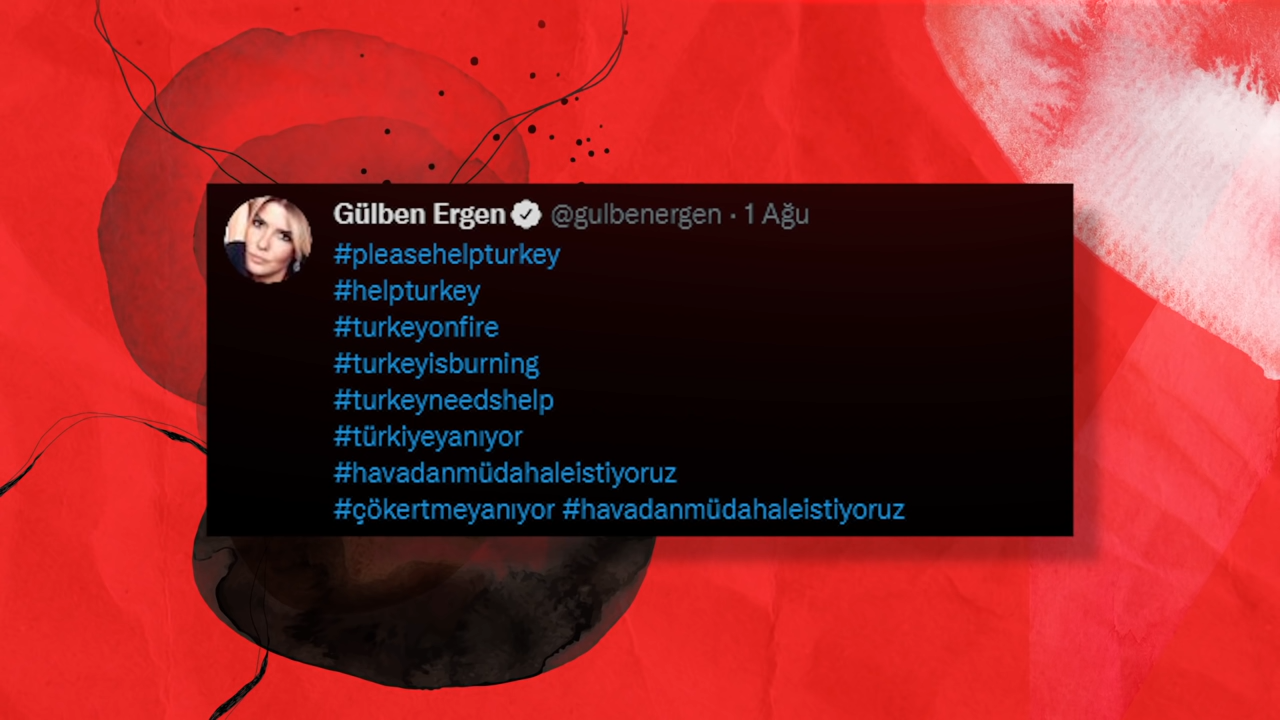 Gülben Ergen @gulbenergen · 1 Ağu
#pleasehelpturkey
#helpturkey
#turkeyonfire
#turkeyisburning
#turkeyneedshelp
#türkiyeyanıyor
#havadanmüdahaleistiyoruz
#çökertmeyanıyor #havadanmüdahaleistiyoruz